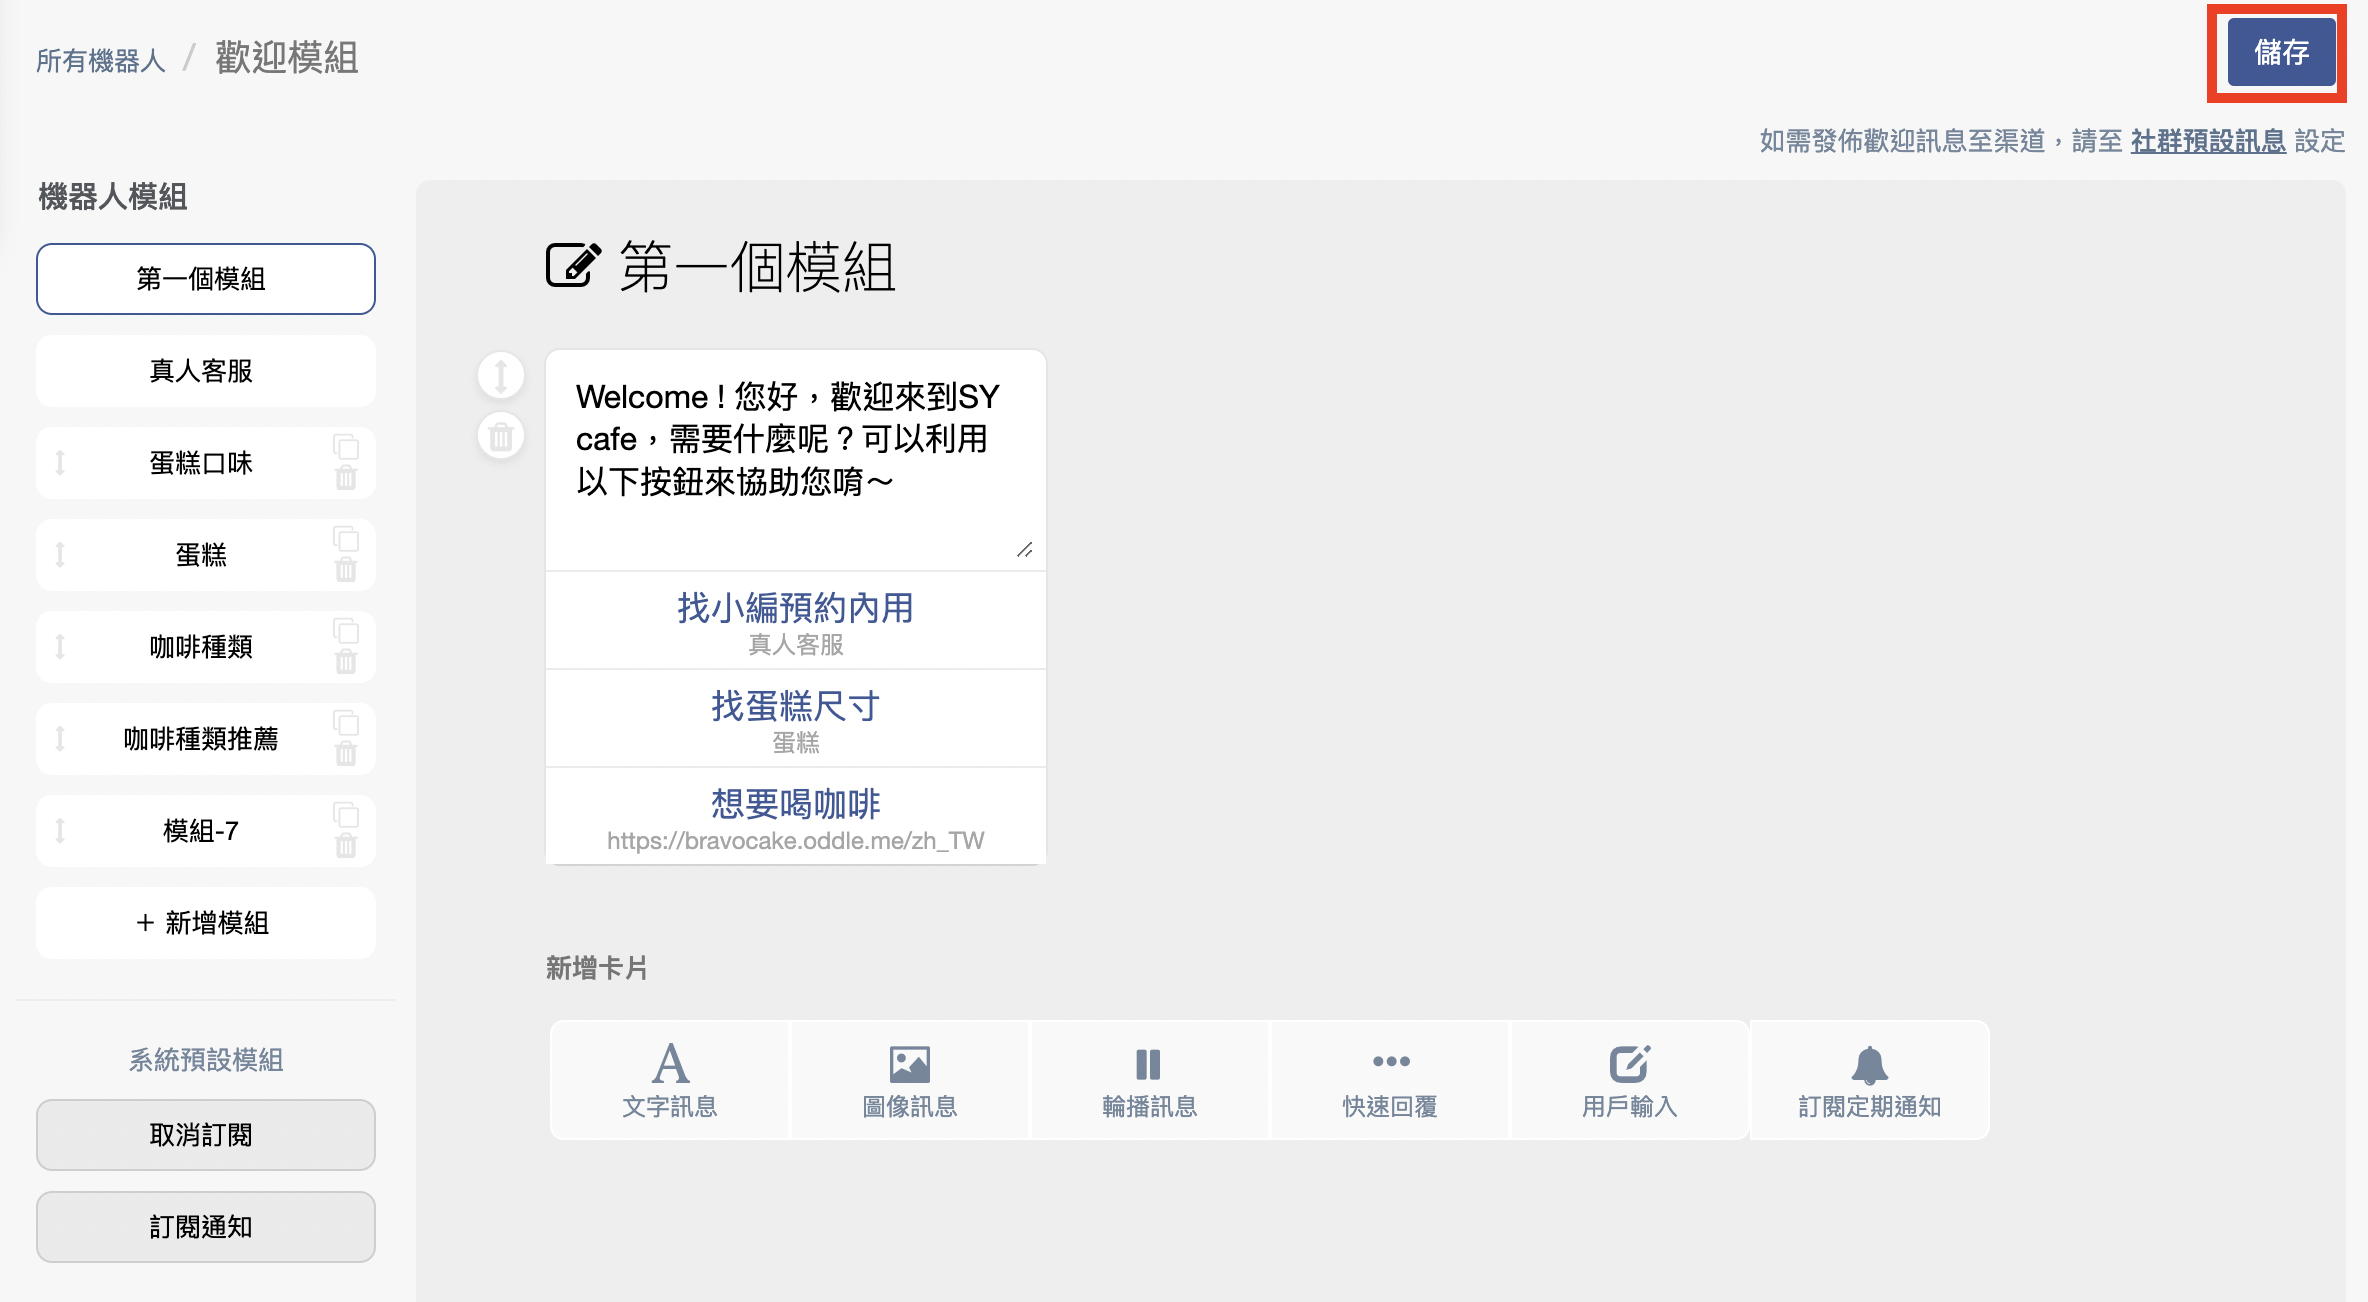 所有機器人 / 歡迎模組
儲存
如需發佈歡迎訊息至渠道，請至 社群預設訊息 設定
機器人模組
第一個模組
真人客服
蛋糕口味
蛋糕
咖啡種類
咖啡種類推薦
模組-7
+ 新增模組
系統預設模組
取消訂閱
訂閱通知
第一個模組
Welcome ! 您好，歡迎來到SY
cafe，需要什麼呢？可以利用
以下按鈕來協助您唷～
找小編預約內用
真人客服
找蛋糕尺寸
蛋糕
想要喝咖啡
https://bravocake.oddle.me/zh_TW
新增卡片
文字訊息
圖像訊息
輪播訊息
快速回覆
用戶輸入
訂閱定期通知